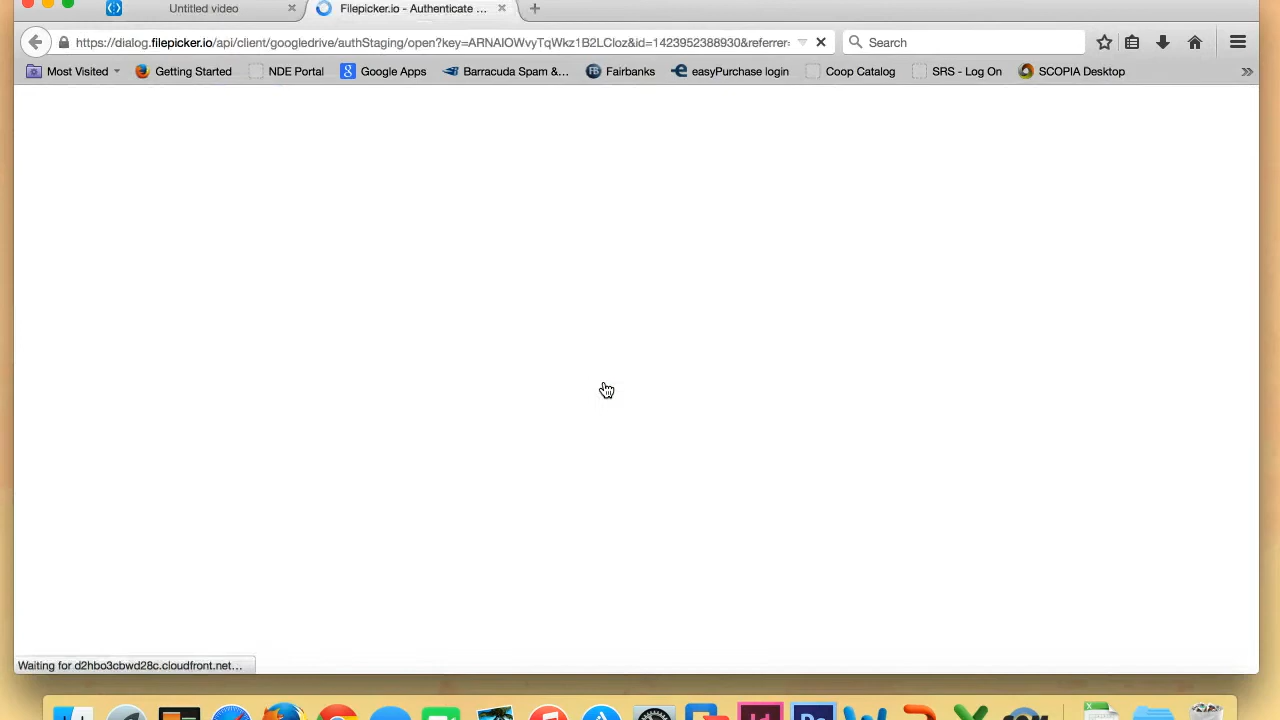 Untitled video
Filepicker.io - Authenticate ...
https://dialog.filepicker.io/api/client/googledrive/authStaging/open?key=ARNAIOWvyTqWkz1B2LCloz&id=1423952388930&referrer=
Search
Most Visited
Getting Started
NDE Portal
Google Apps
Barracuda Spam &...
Fairbanks
easyPurchase login
Coop Catalog
SRS - Log On
SCOPIA Desktop
Waiting for d2hbo3cbwd28c.cloudfront.net...